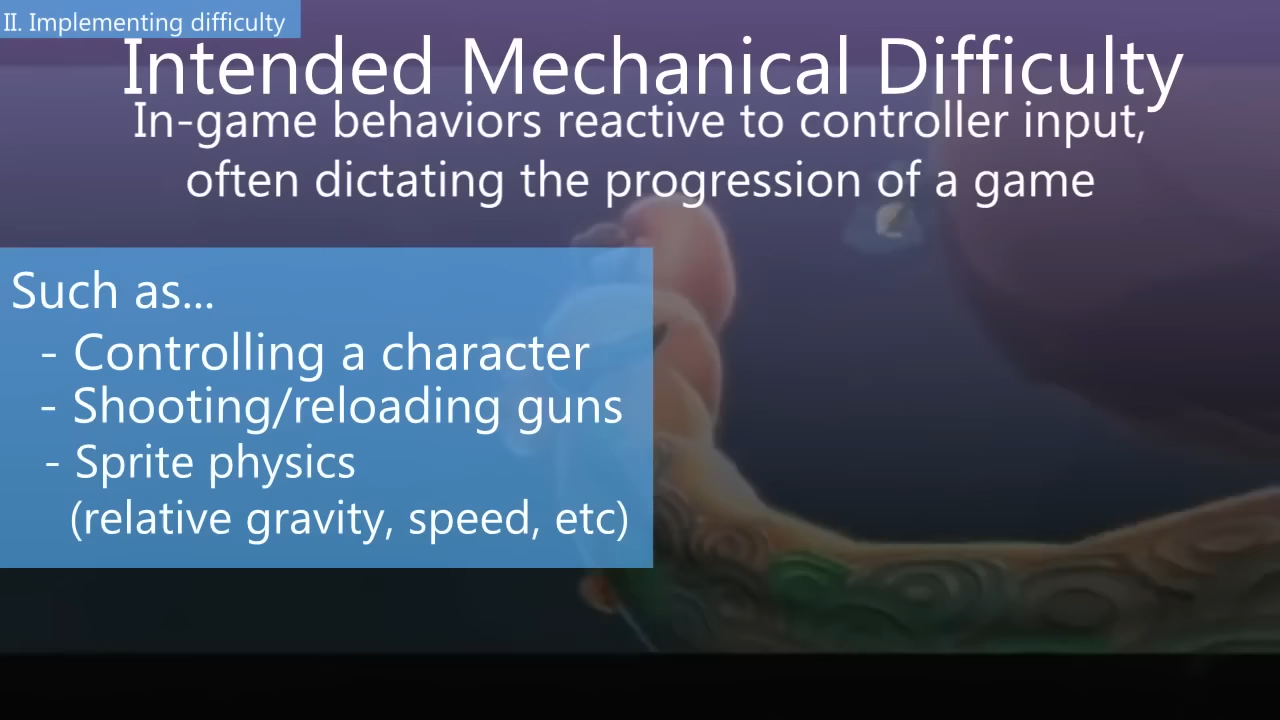 II. Implementing difficulty
Intended Mechanical Difficulty
In-game behaviors reactive to controller input,
often dictating the progression of a game
Such as...
- Controlling a character
- Shooting/reloading guns
- Sprite physics
(relative gravity, speed, etc)